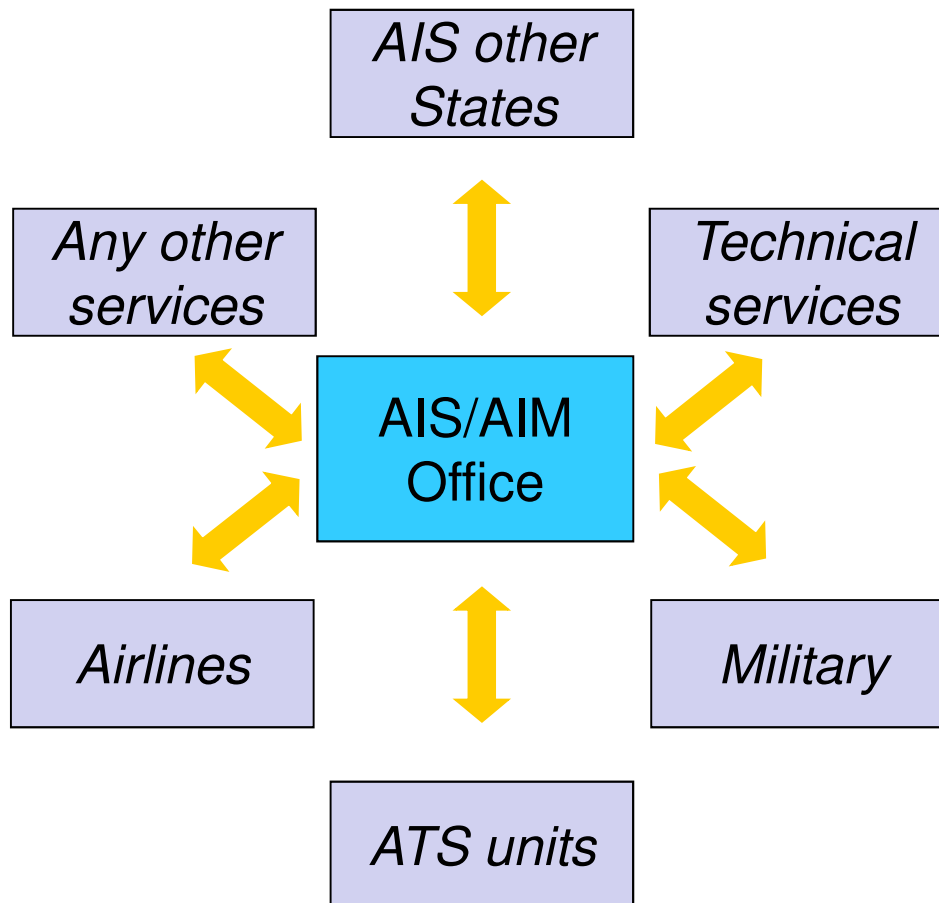 AIS other
States
Any other
services
Technical
services
AIS/AIM
Office
Airlines
Military
ATS units